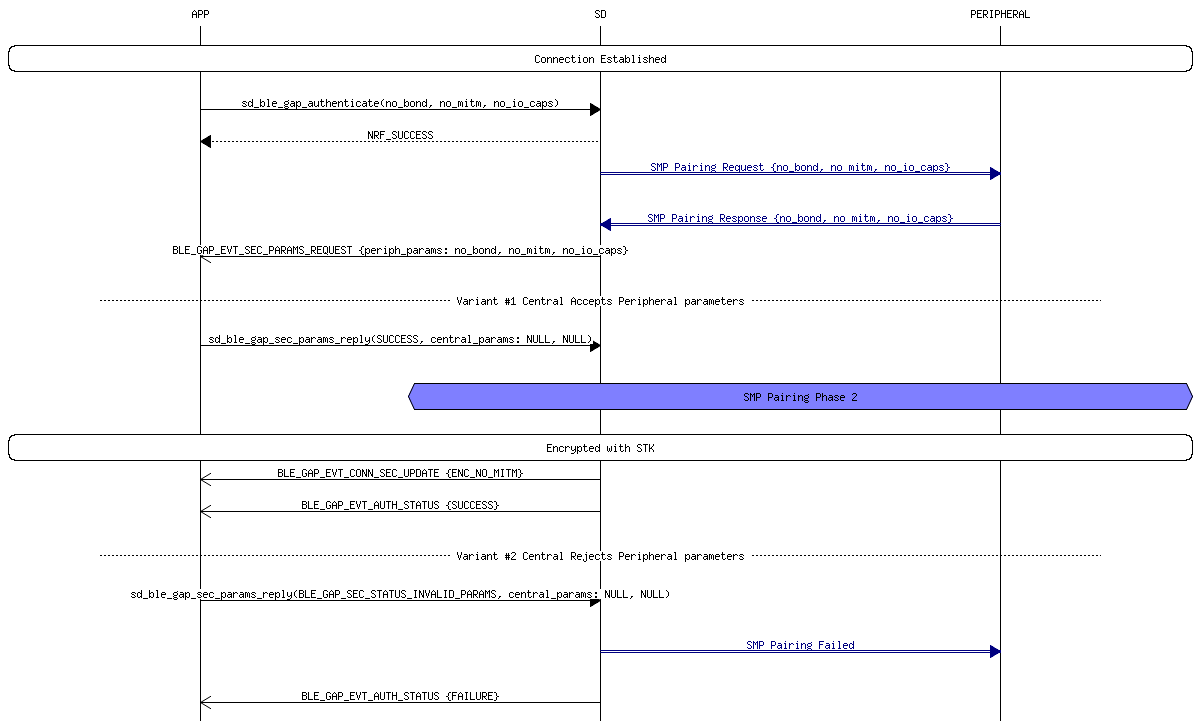 APP SD PERIPHERAL
Connection Established
sd_ble_gap_authenticate(no_bond, no_mitm, no_io_caps)
NRF_SUCCESS
SMP Pairing Request {no_bond, no mitm, no_io_caps}
SMP Pairing Response {no_bond, no mitm, no_io_caps}
BLE_GAP_EVT_SEC_PARAMS_REQUEST {periph_params: no_bond, no_mitm, no_io_caps}
Variant #1 Central Accepts Peripheral parameters
sd_ble_gap_sec_params_reply(SUCCESS, central_params: NULL, NULL)
SMP Pairing Phase 2
Encrypted with STK
BLE_GAP_EVT_CONN_SEC_UPDATE {ENC_NO_MITM}
BLE_GAP_EVT_AUTH_STATUS {SUCCESS}
Variant #2 Central Rejects Peripheral parameters
sd_ble_gap_sec_params_reply(BLE_GAP_SEC_STATUS_INVALID_PARAMS, central_params: NULL, NULL)
SMP Pairing Failed
BLE_GAP_EVT_AUTH_STATUS {FAILURE}